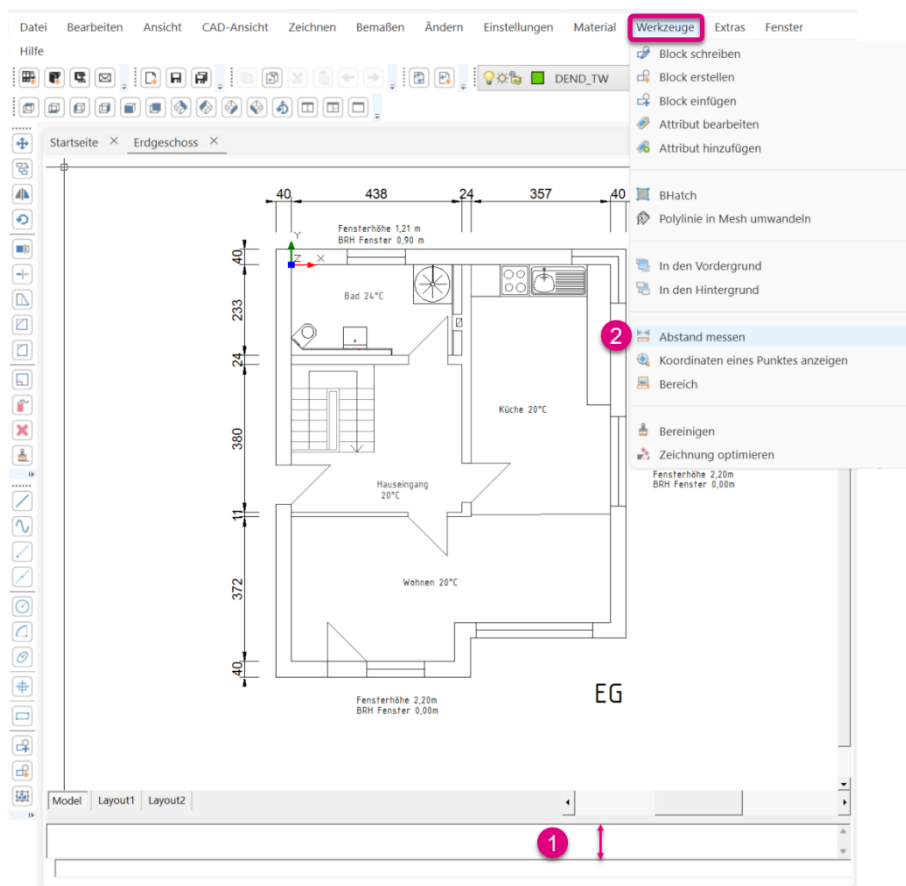 Datei Bearbeiten Ansicht CAD-Ansicht Zeichnen Bemaßen Ändern Einstellungen Material Werkzeuge Extras Fenster
Hilfe
DEND_TW
Block schreiben
Block erstellen
Block einfügen
Attribut bearbeiten
Attribut hinzufügen
BHatch
Polylinie in Mesh umwandeln
In den Vordergrund
In den Hintergrund
2 Abstand messen
Koordinaten eines Punktes anzeigen
Bereich
Bereinigen
Zeichnung optimieren
Startseite × Erdgeschoss ×
40 438 24 357 40
Fensterhöhe 1,21 m
BRH Fenster 0,90 m
Y
Z X
40
233
24
380
11
372
40
Bad 24°C
Küche 20°C
Hauseingang
20°C
Wohnen 20°C
Fensterhöhe 2,20m
BRH Fenster 0,00m
Fensterhöhe 2,20m
BRH Fenster 0,00m
EG
Model Layout1 Layout2
1